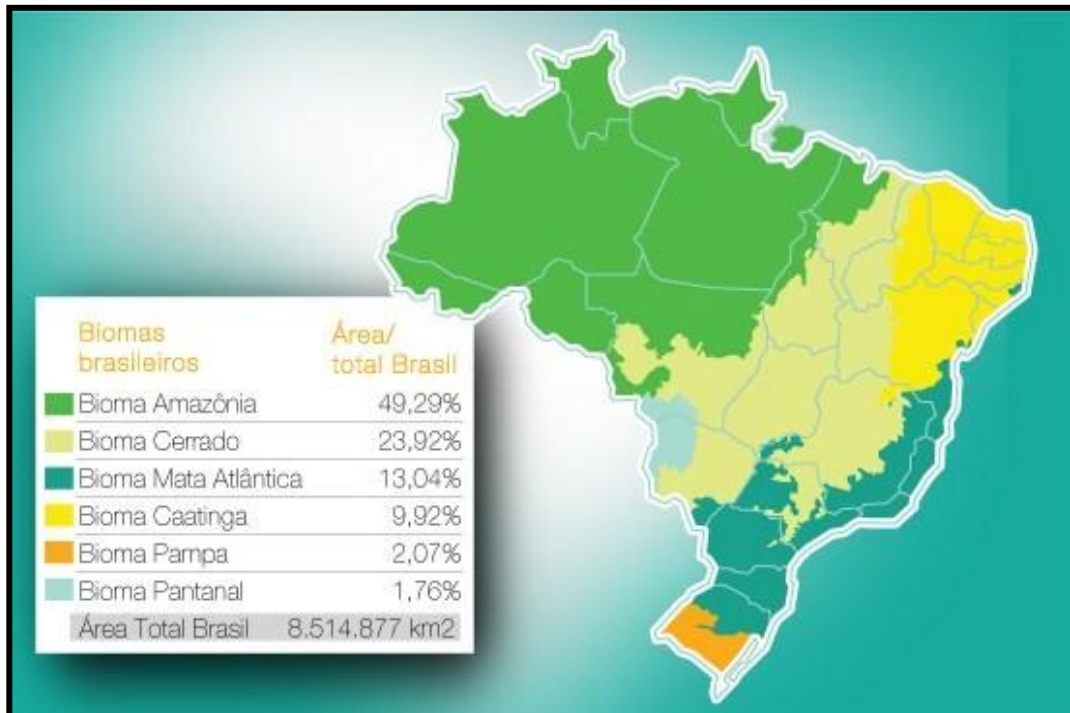 Biomas brasileiros Área/ total Brasil
Bioma Amazônia 49,29%
Bioma Cerrado 23,92%
Bioma Mata Atlântica 13,04%
Bioma Caatinga 9,92%
Bioma Pampa 2,07%
Bioma Pantanal 1,76%
Área Total Brasil 8.514.877 km2